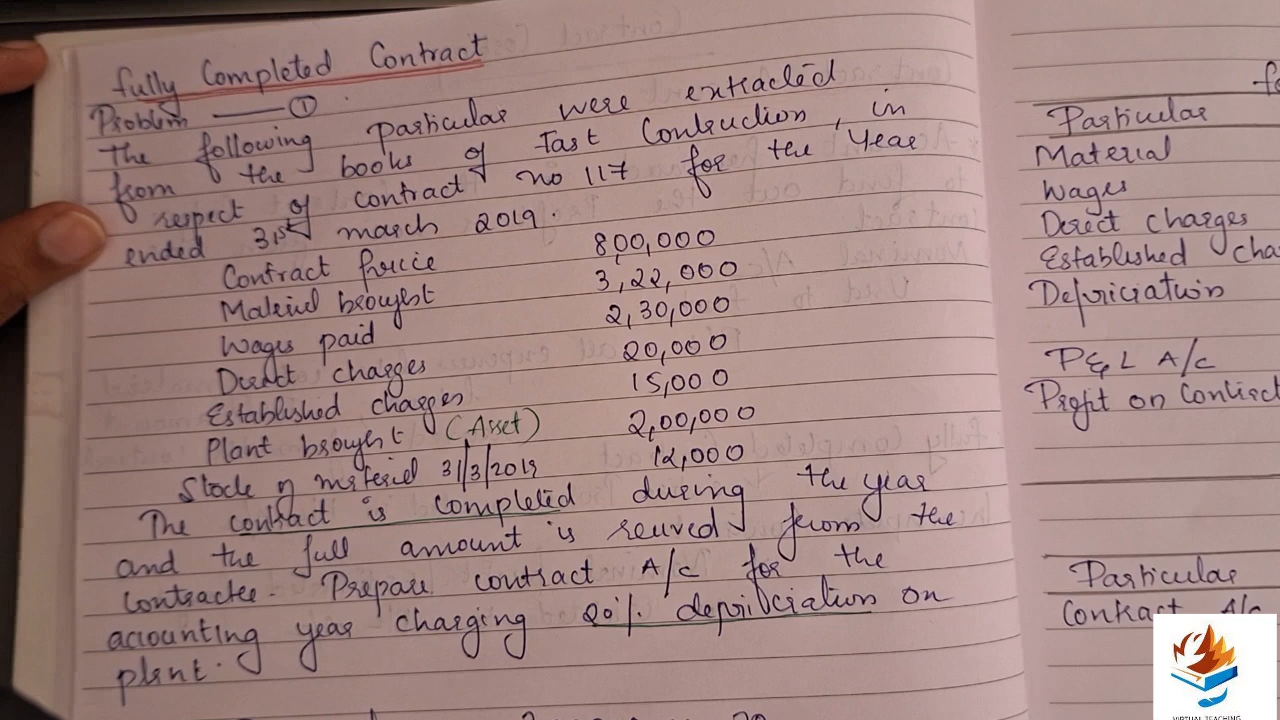 fully Completed Contract
Problem — ①
The following particular were extracted
from the books of Fast Contruction, in
respect of contract no 117 for the Year
ended 31st march 2019.
Contract price 800,000
Material brought 3,22,000
Wages paid 2,30,000
Direct charges 20,000
Established charges 15,000
Plant brought (Asset) 2,00,000
Stock of material 31/3/2019 12,000
The contract is completed during the year
and the full amount is received from the
contractee. Prepare contract A/c for the
accounting year charging 20% depriciation on
plant.
Particular
Material
Wages
Direct charges
Established Cha
Depriciation
P&L A/c
Profit on Contract
Particular
Contract A/c
VIRTUAL TEACHING